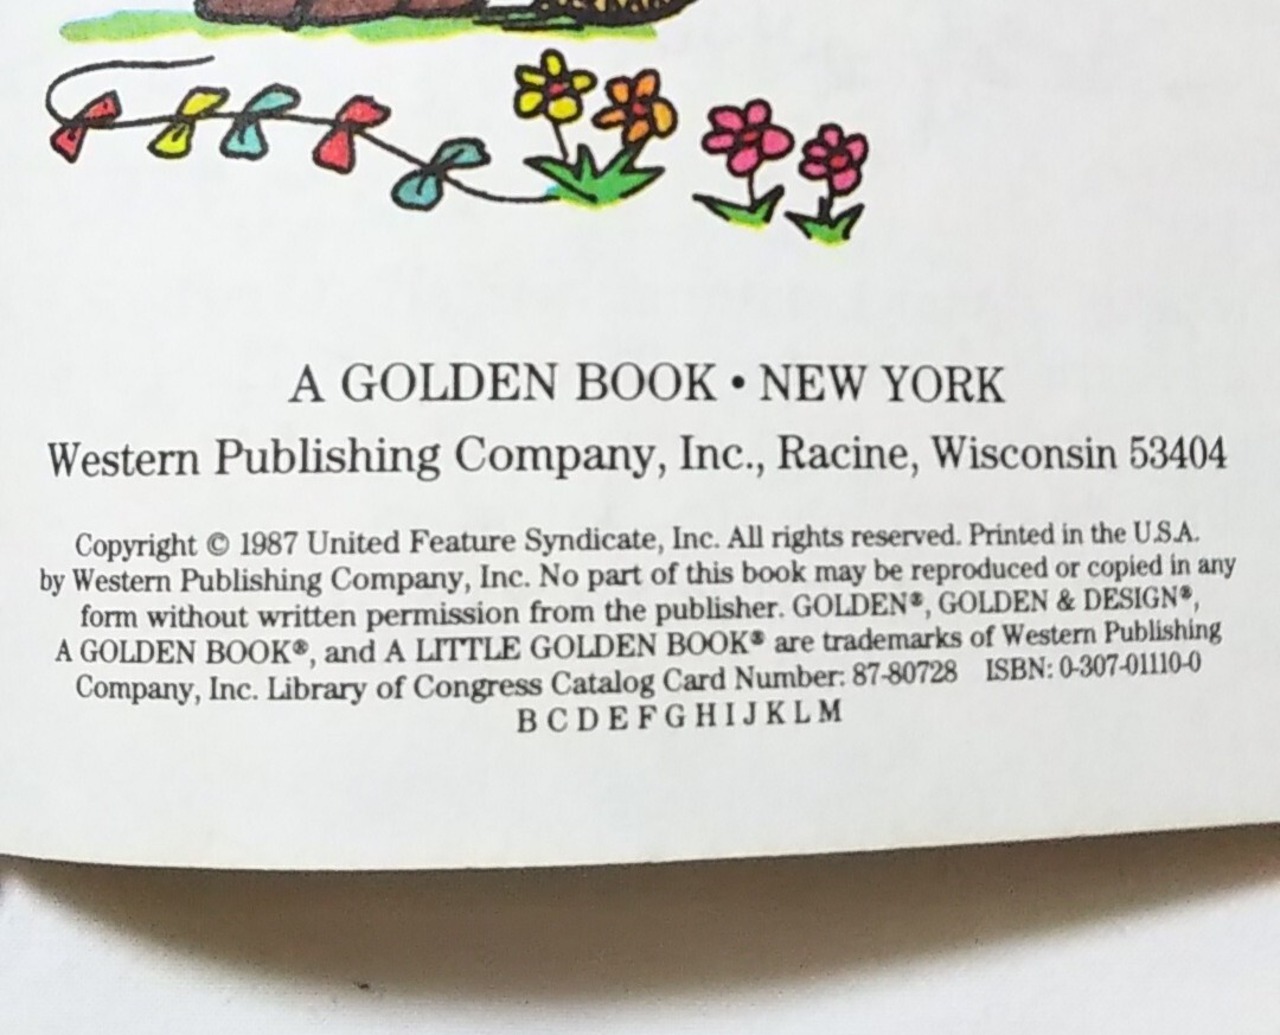 A GOLDEN BOOK • NEW YORK
Western Publishing Company, Inc., Racine, Wisconsin 53404
Copyright © 1987 United Feature Syndicate, Inc. All rights reserved. Printed in the U.S.A.
by Western Publishing Company, Inc. No part of this book may be reproduced or copied in any
form without written permission from the publisher. GOLDEN®, GOLDEN & DESIGN®,
A GOLDEN BOOK®, and A LITTLE GOLDEN BOOK® are trademarks of Western Publishing
Company, Inc. Library of Congress Catalog Card Number: 87-80728 ISBN: 0-307-01110-0
B C D E F G H I J K L M